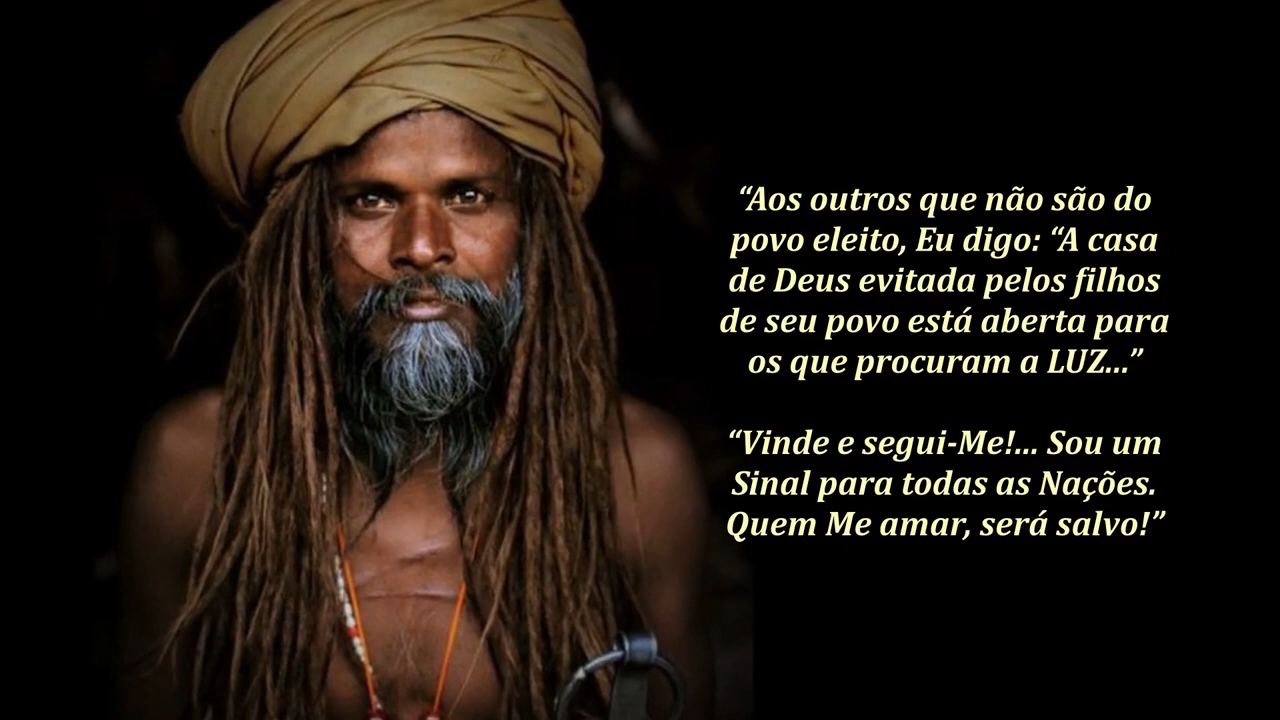 “Aos outros que não são do
povo eleito, Eu digo: “A casa
de Deus evitada pelos filhos
de seu povo está aberta para
os que procuram a LUZ...”
“Vinde e segui-Me!... Sou um
Sinal para todas as Nações.
Quem Me amar, será salvo!”